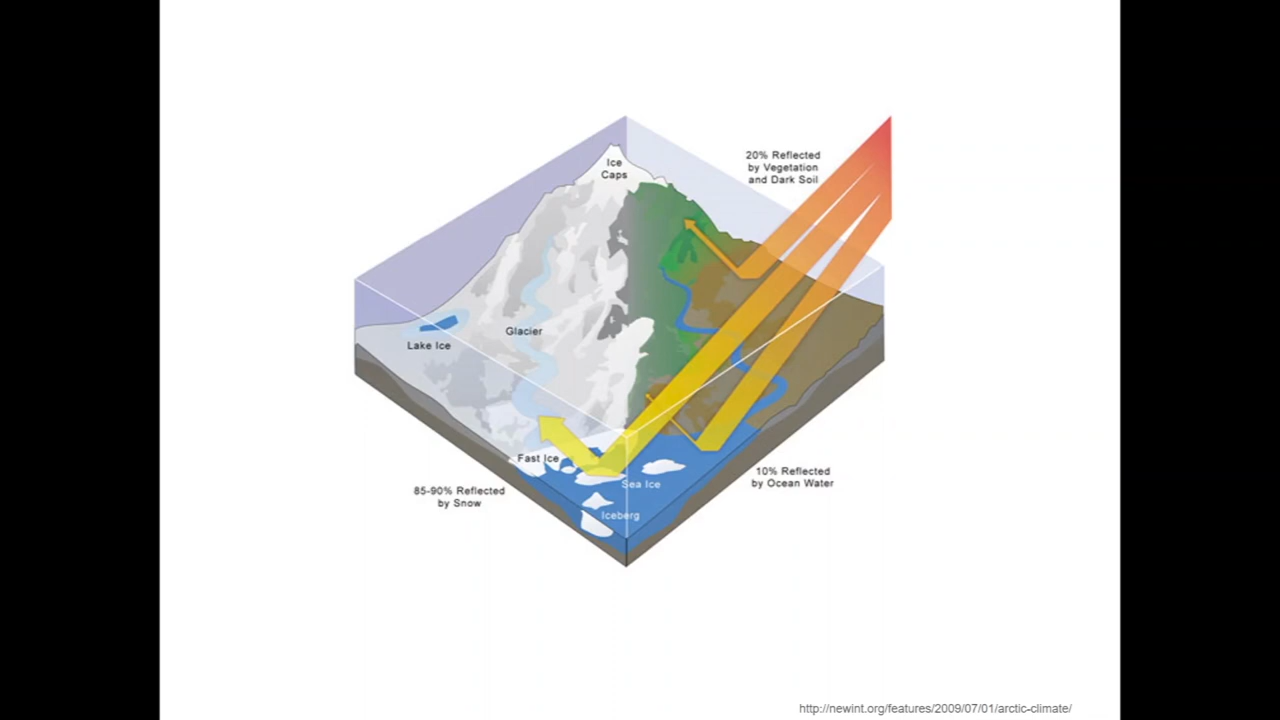 20% Reflected
by Vegetation
and Dark Soil
Ice
Caps
Glacier
Lake Ice
Fast Ice
Sea Ice
Iceberg
85-90% Reflected
by Snow
10% Reflected
by Ocean Water
http://newint.org/features/2009/07/01/arctic-climate/